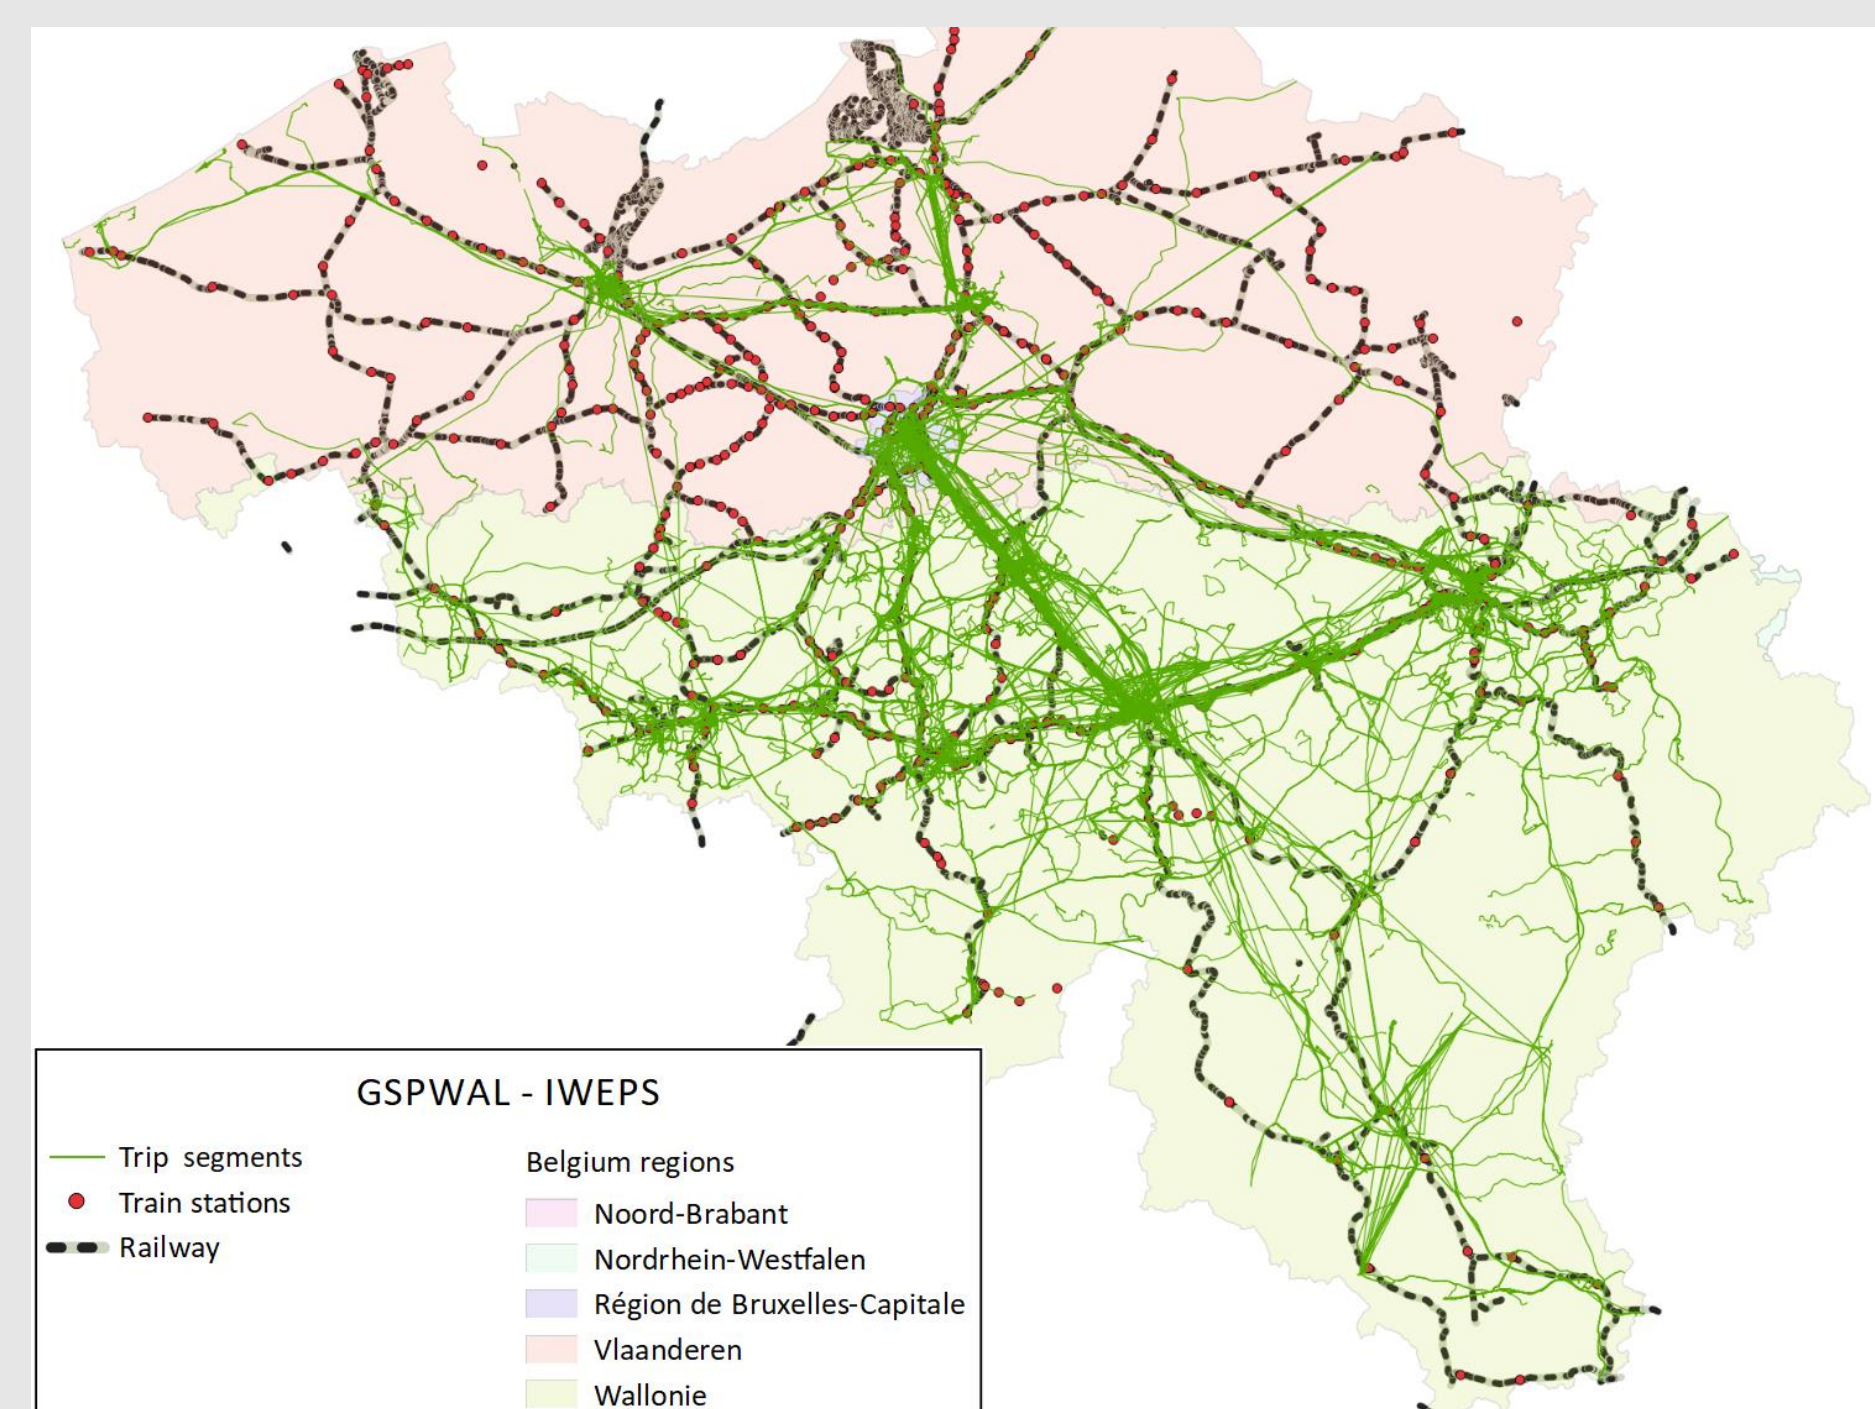 GSPWAL - IWEPS
Trip segments
Train stations
Railway
Belgium regions
Noord-Brabant
Nordrhein-Westfalen
Région de Bruxelles-Capitale
Vlaanderen
Wallonie